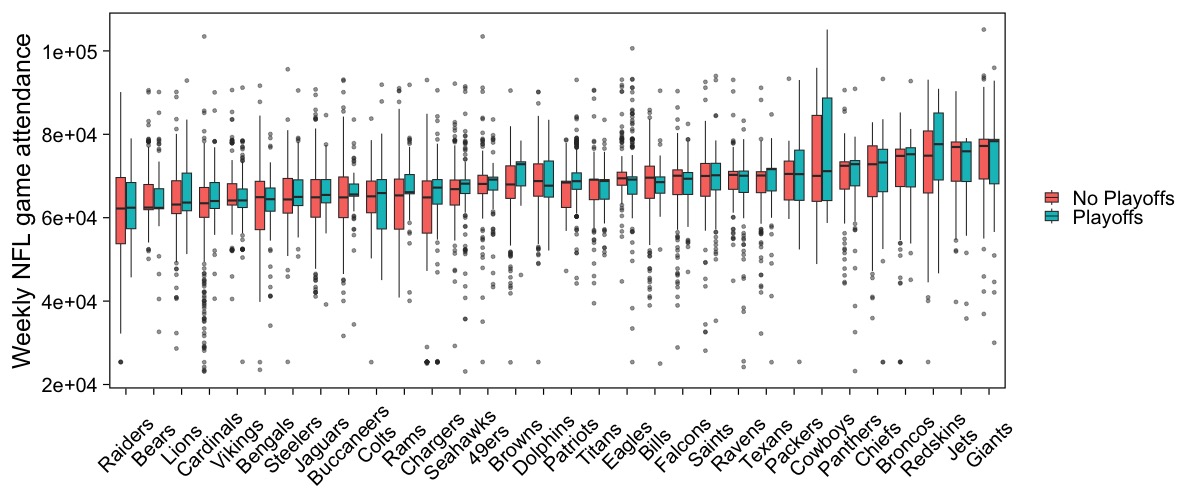 Weekly NFL game attendance
1e+05
8e+04
6e+04
4e+04
2e+04
Raiders
Bears
Lions
Cardinals
Vikings
Bengals
Steelers
Jaguars
Buccaneers
Colts
Rams
Chargers
Seahawks
49ers
Browns
Dolphins
Patriots
Titans
Eagles
Bills
Falcons
Saints
Ravens
Texans
Packers
Cowboys
Panthers
Chiefs
Broncos
Redskins
Jets
Giants
No Playoffs
Playoffs